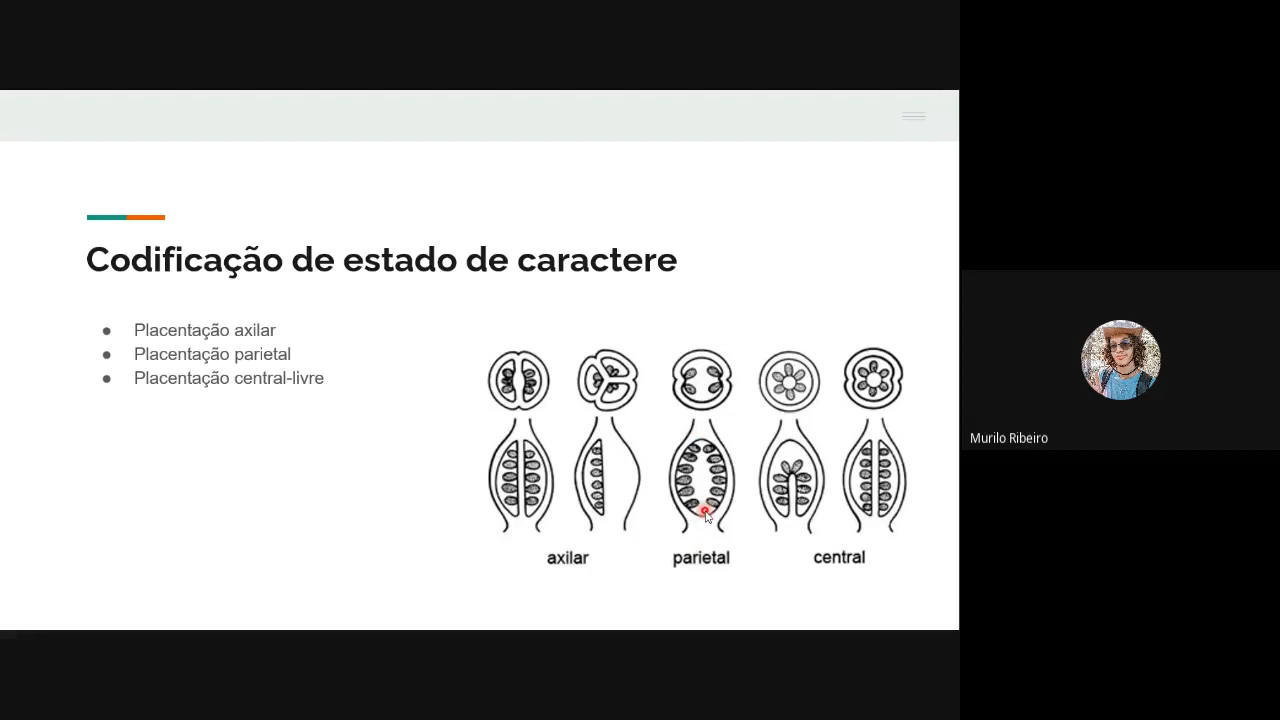 Codificação de estado de caractere
● Placentação axilar
● Placentação parietal
● Placentação central-livre
axilar parietal central
Murilo Ribeiro